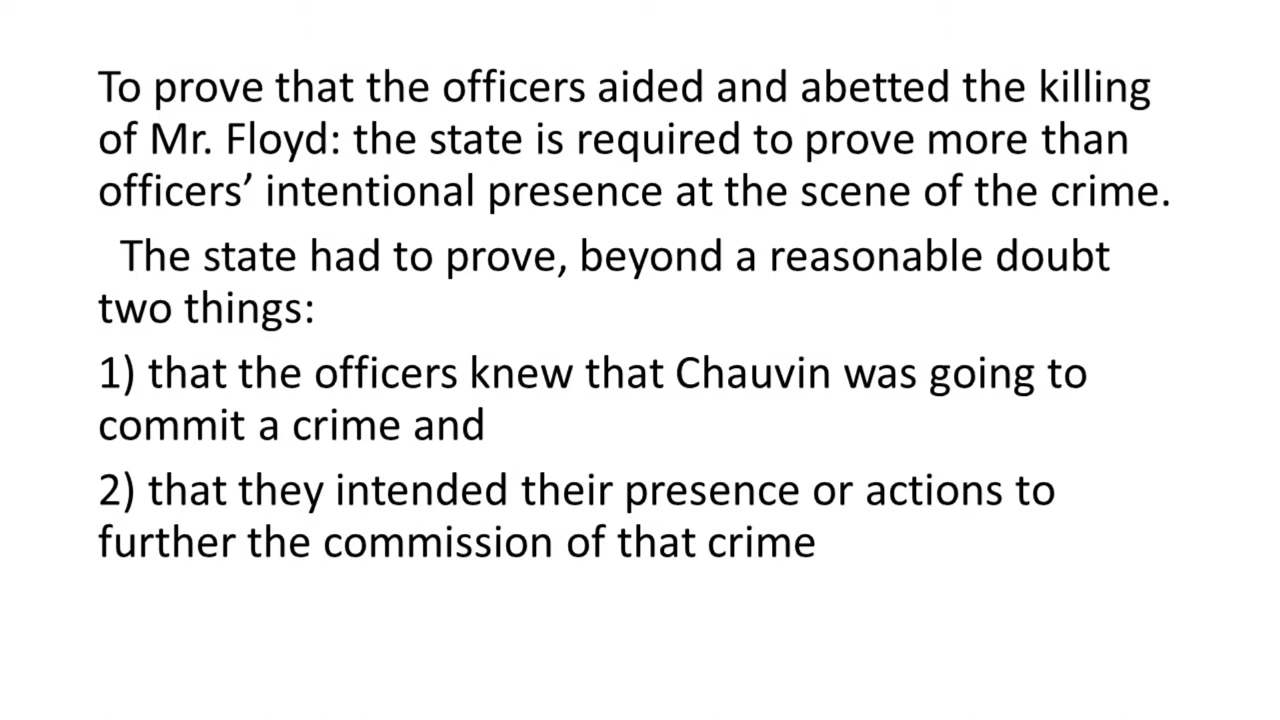 To prove that the officers aided and abetted the killing
of Mr. Floyd: the state is required to prove more than
officers’ intentional presence at the scene of the crime.
The state had to prove, beyond a reasonable doubt
two things:
1) that the officers knew that Chauvin was going to
commit a crime and
2) that they intended their presence or actions to
further the commission of that crime